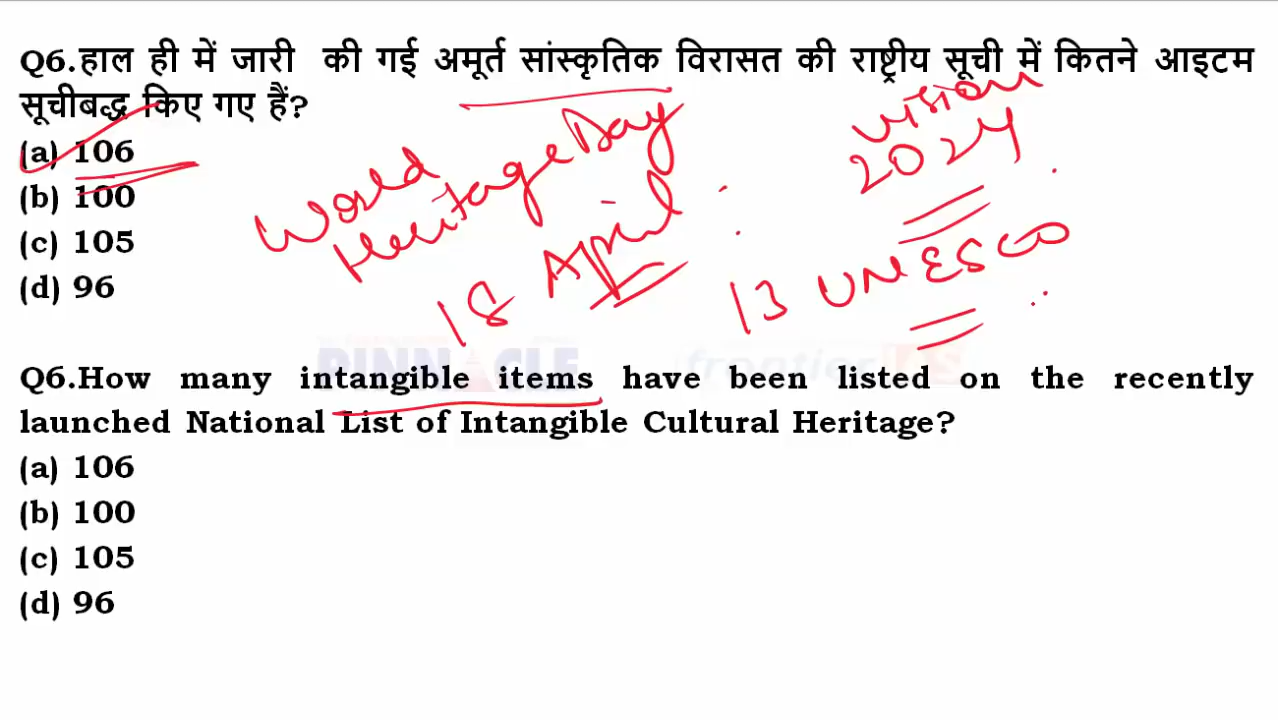 Q6.हाल ही में जारी की गई अमूर्त सांस्कृतिक विरासत की राष्ट्रीय सूची में कितने आइटम
सूचीबद्ध किए गए हैं?
(a) 106
(b) 100
(c) 105
(d) 96
World
Heritage Day
18 April
विज़न
2024
13 UNESCO
PINNACLE
Q6.How many intangible items have been listed on the recently
launched National List of Intangible Cultural Heritage?
(a) 106
(b) 100
(c) 105
(d) 96